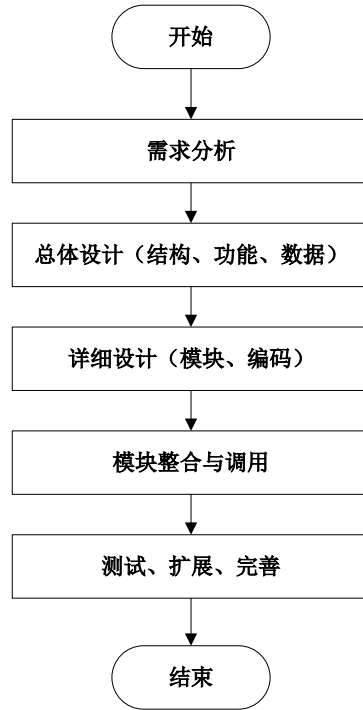 开始
需求分析
总体设计（结构、功能、数据）
详细设计（模块、编码）
模块整合与调用
测试、扩展、完善
结束